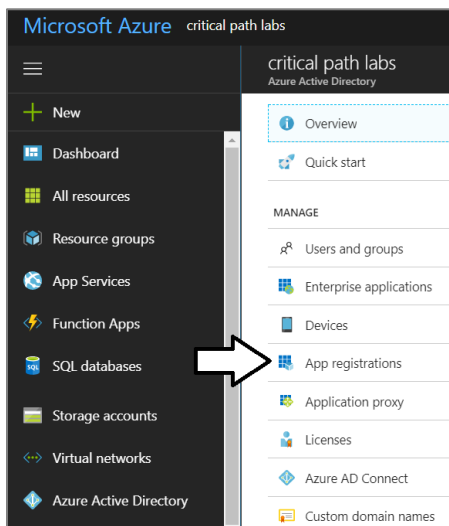 Microsoft Azure critical path labs
New
Dashboard
All resources
Resource groups
App Services
Function Apps
SQL databases
Storage accounts
Virtual networks
Azure Active Directory
critical path labs
Azure Active Directory
Overview
Quick start
MANAGE
Users and groups
Enterprise applications
Devices
App registrations
Application proxy
Licenses
Azure AD Connect
Custom domain names